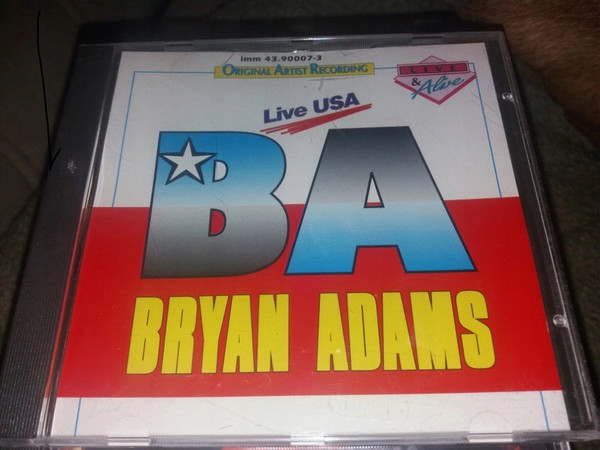 imm 43.90007-3
ORIGINAL ARTIST RECORDING
LIVE
& Alive
Live USA
BA
BRYAN ADAMS